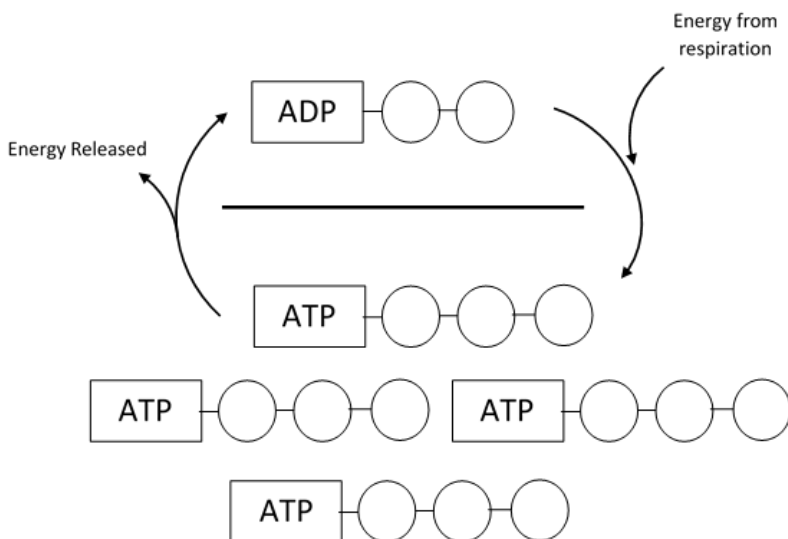 Energy from
respiration
ADP
Energy Released
ATP
ATP
ATP
ATP